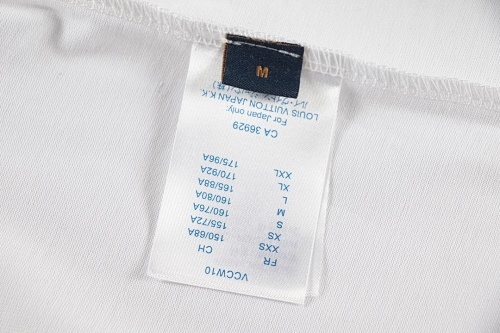 M
VCCW10
FR CH
XXS 150/68A
XS 155/72A
S 160/76A
M 160/80A
L 165/88A
XL 170/92A
XXL 175/96A
CA 36929
For Japan only:
LOUIS VUITTON JAPAN K.K.